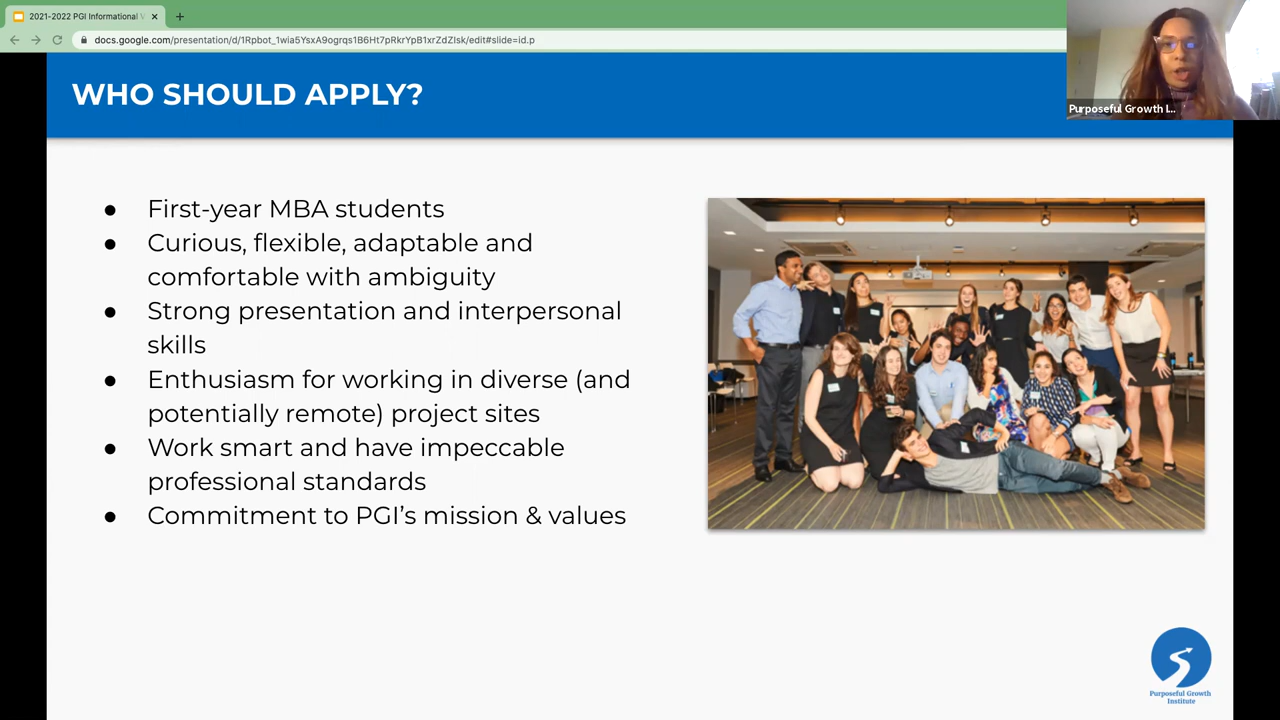 2021-2022 PGI Informational
docs.google.com/presentation/d/1Rpbot_1wia5YsxA9ogrqs1B6Ht7pRkrYpB1xrZdZIsk/edit#slide=id.p
Purposeful Growth I...
WHO SHOULD APPLY?
● First-year MBA students
● Curious, flexible, adaptable and
comfortable with ambiguity
● Strong presentation and interpersonal
skills
● Enthusiasm for working in diverse (and
potentially remote) project sites
● Work smart and have impeccable
professional standards
● Commitment to PGI’s mission & values
Purposeful Growth
Institute